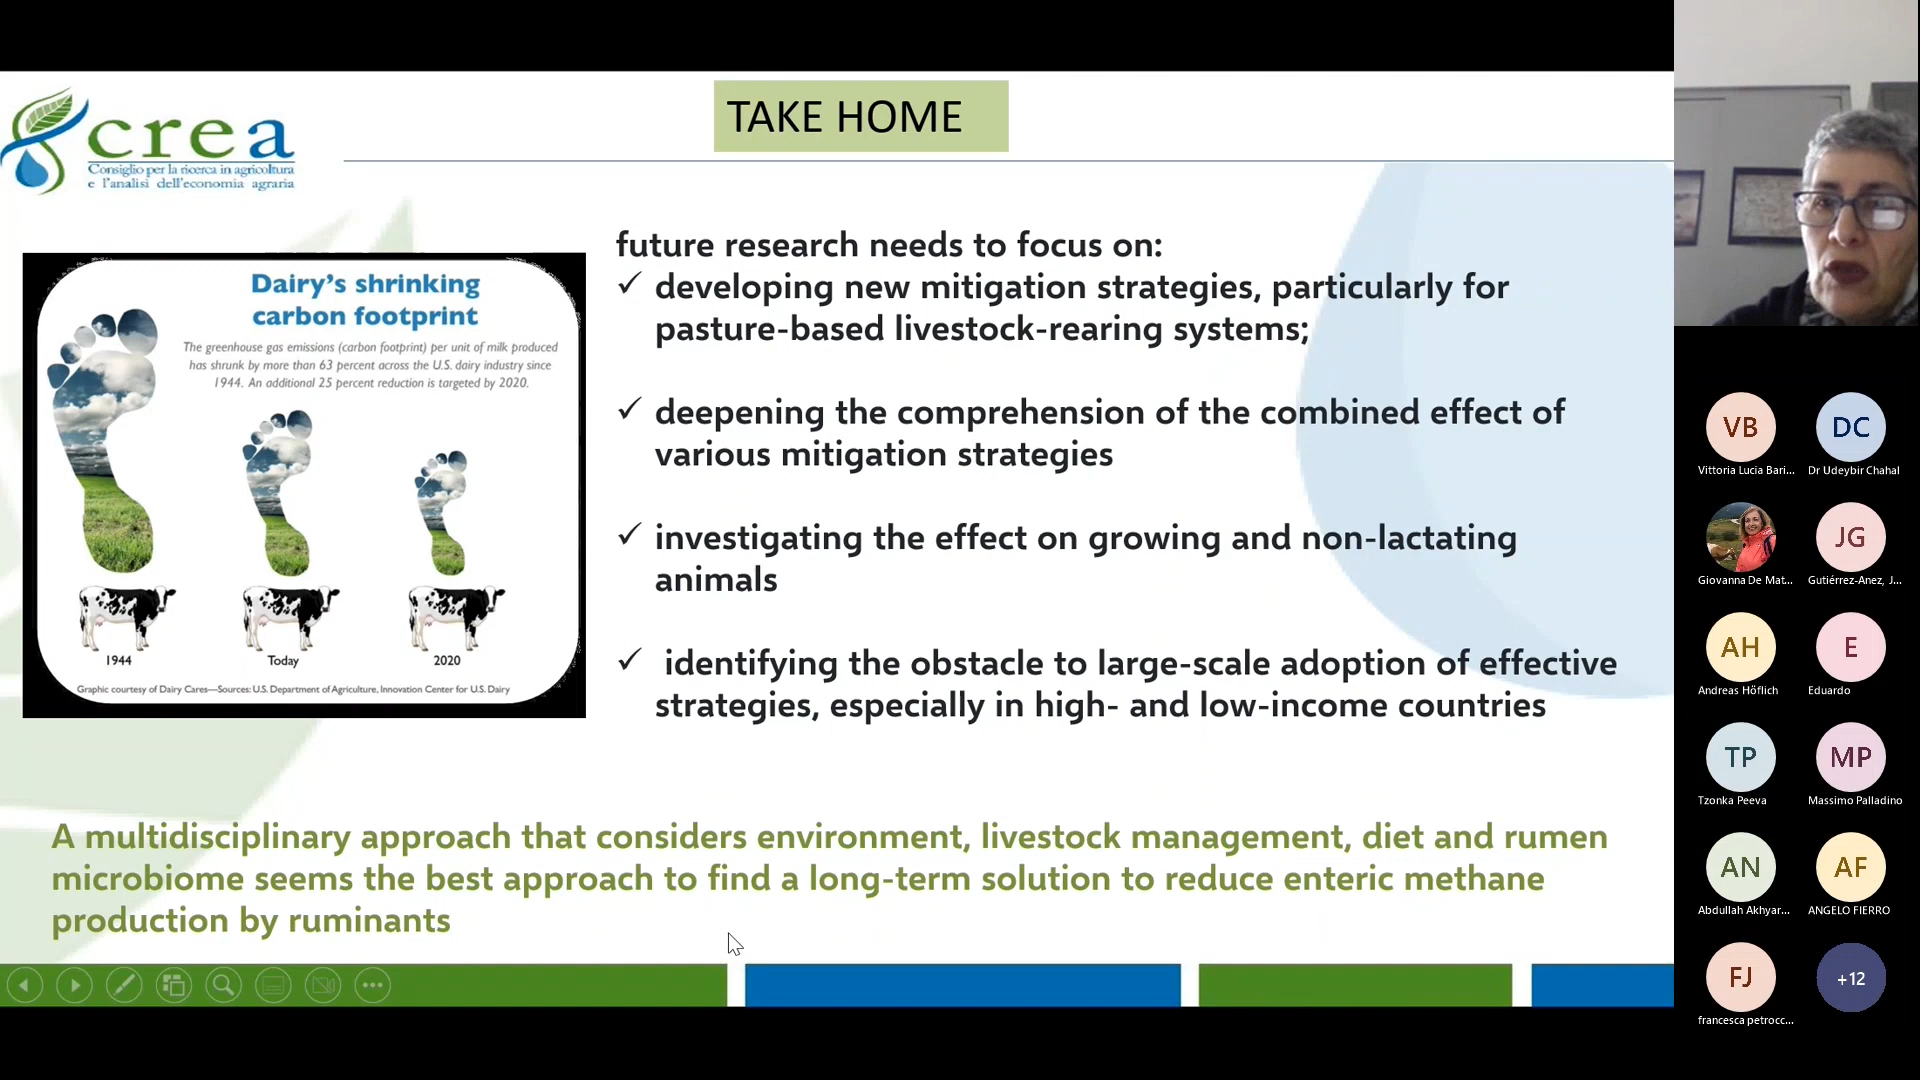 TAKE HOME
crea
Consiglio per la ricerca in agricoltura
e l'analisi dell'economia agraria
Dairy's shrinking
carbon footprint
The greenhouse gas emissions (carbon footprint) per unit of milk produced
has shrunk by more than 63 percent across the U.S. dairy industry since
1944. An additional 25 percent reduction is targeted by 2020.
1944
Today
2020
Graphic courtesy of Dairy Cares—Sources: U.S. Department of Agriculture, Innovation Center for U.S. Dairy
future research needs to focus on:
✓ developing new mitigation strategies, particularly for
pasture-based livestock-rearing systems;
✓ deepening the comprehension of the combined effect of
various mitigation strategies
✓ investigating the effect on growing and non-lactating
animals
✓ identifying the obstacle to large-scale adoption of effective
strategies, especially in high- and low-income countries
A multidisciplinary approach that considers environment, livestock management, diet and rumen
microbiome seems the best approach to find a long-term solution to reduce enteric methane
production by ruminants
VB
Vittoria Lucia Bari...
DC
Dr Udeybir Chahal
Giovanna De Mat...
JG
Gutiérrez-Anez, J...
AH
Andreas Höflich
E
Eduardo
TP
Tzonka Peeva
MP
Massimo Palladino
AN
Abdullah Akhyar...
AF
ANGELO FIERRO
FJ
francesca petrocc...
+12